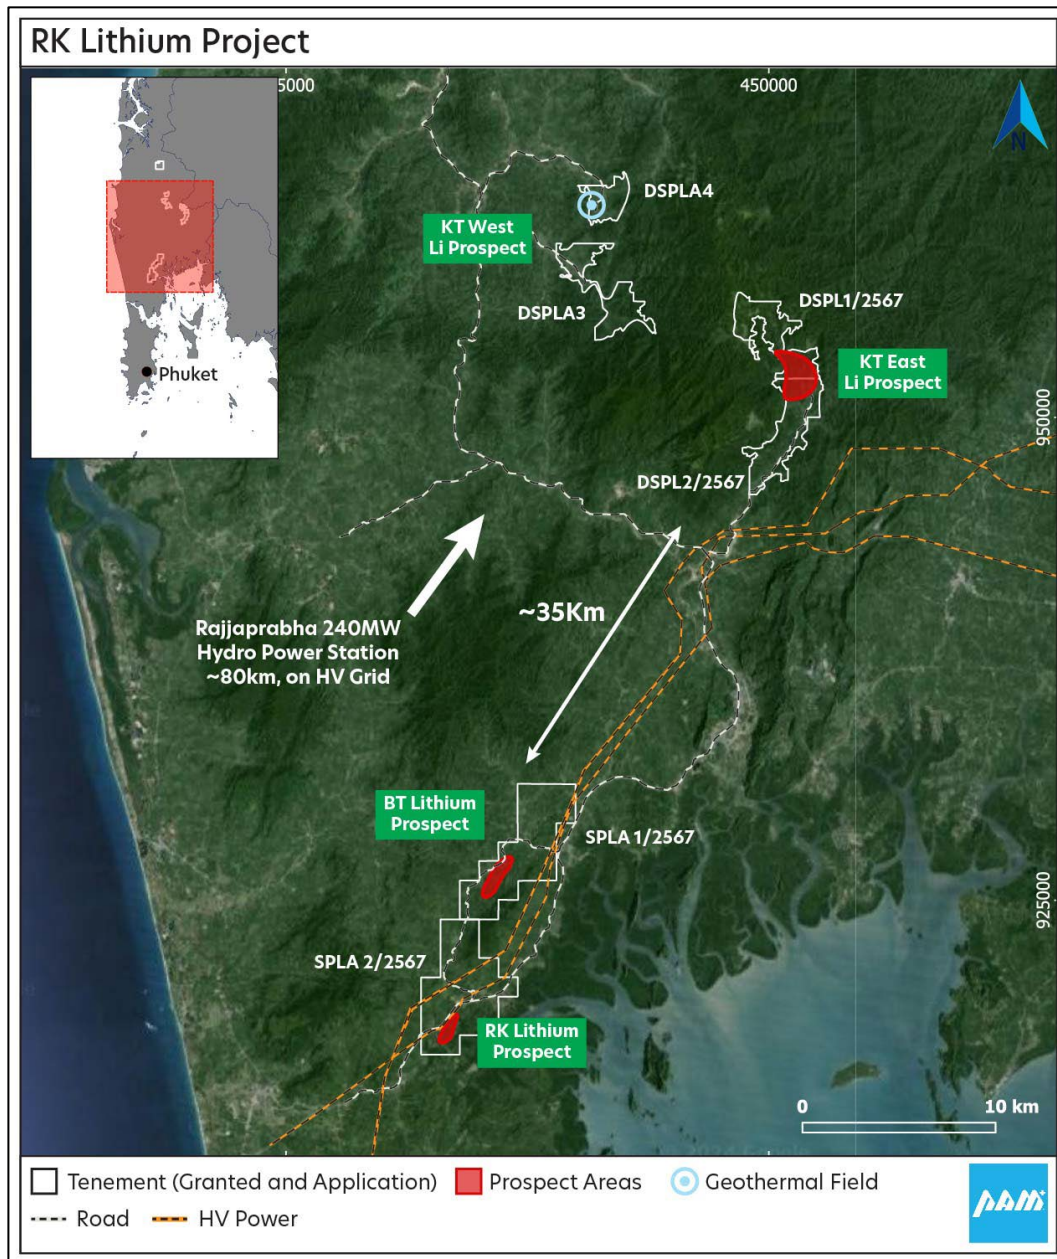 RK Lithium Project
5000
450000
N
DSPLA4
KT West
Li Prospect
DSPLA3
DSPL1/2567
KT East
Li Prospect
Phuket
950000
DSPL2/2567
~35Km
Rajjaprabha 240MW
Hydro Power Station
~80km, on HV Grid
BT Lithium
Prospect
SPLA 1/2567
925000
SPLA 2/2567
RK Lithium
Prospect
0 10 km
Tenement (Granted and Application)
Prospect Areas
Geothermal Field
Road
HV Power
PAM